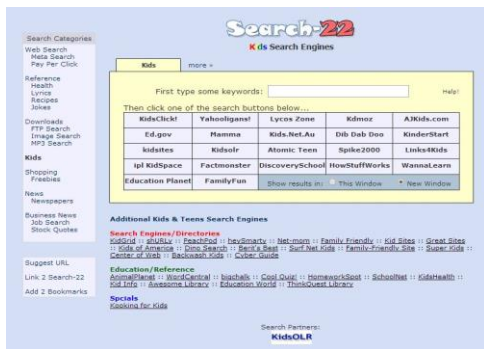 Search-22
Kids Search Engines
Search Categories
Web Search
Meta Search
Pay Per Click
Reference
Health
Lyrics
Recipes
Jokes
Downloads
FTP Search
Image Search
MP3 Search
Kids
Shopping
Freebies
News
Newspapers
Business News
Job Search
Stock Quotes
Suggest URL
Link 2 Search-22
Add 2 Bookmarks
Kids more »
First type some keywords: Help!
Then click one of the search buttons below...
KidsClick! Yahooligans! Lycos Zone Kdmoz AJKids.com
Ed.gov Mamma Kids.Net.Au Dib Dab Doo KinderStart
kidsites Kidsolr Atomic Teen Spike2000 Links4Kids
ipl KidSpace Factmonster DiscoverySchool HowStuffWorks WannaLearn
Education Planet FamilyFun Show results in: This Window New Window
Additional Kids & Teens Search Engines
Search Engines/Directories
KidGrid :: shURLy :: PeachPod :: heySmarty :: Net-mom :: Family Friendly :: Kid Sites :: Great Sites
:: Kids of America :: Dino Search :: Berit's Best :: Surf Net Kids :: Family-Friendly Site :: Super Kids ::
Center of Web :: Backwash Kids :: Cyber Guide
Education/Reference
AnimalPlanet :: WordCentral :: bigchalk :: Cool Quiz! :: HomeworkSpot :: SchoolNet :: KidsHealth ::
Kid Info :: Awesome Library :: Education World :: ThinkQuest Library
Spcials
Kooking for Kids
Search Partners:
KidsOLR